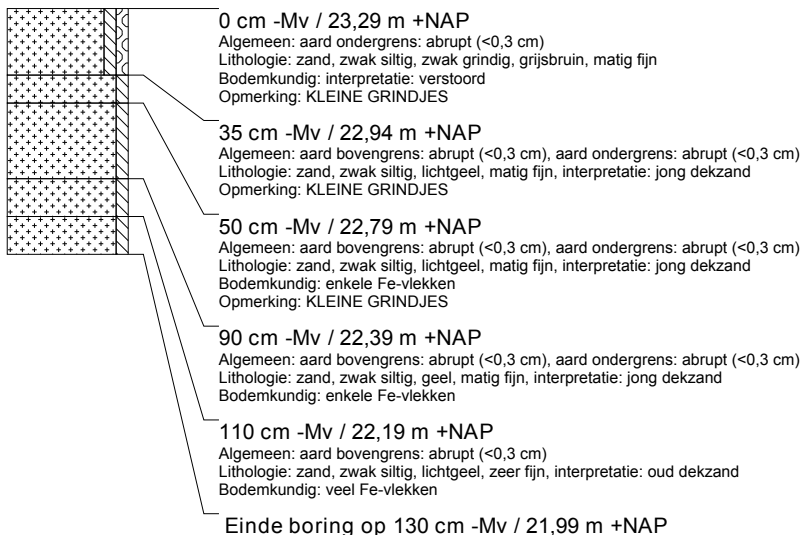 0 cm -Mv / 23,29 m +NAP
Algemeen: aard ondergrens: abrupt (<0,3 cm)
Lithologie: zand, zwak siltig, zwak grindig, grijsbruin, matig fijn
Bodemkundig: interpretatie: verstoord
Opmerking: KLEINE GRINDJES
35 cm -Mv / 22,94 m +NAP
Algemeen: aard bovengrens: abrupt (<0,3 cm), aard ondergrens: abrupt (<0,3 cm)
Lithologie: zand, zwak siltig, lichtgeel, matig fijn, interpretatie: jong dekzand
Opmerking: KLEINE GRINDJES
50 cm -Mv / 22,79 m +NAP
Algemeen: aard bovengrens: abrupt (<0,3 cm), aard ondergrens: abrupt (<0,3 cm)
Lithologie: zand, zwak siltig, lichtgeel, matig fijn, interpretatie: jong dekzand
Bodemkundig: enkele Fe-vlekken
Opmerking: KLEINE GRINDJES
90 cm -Mv / 22,39 m +NAP
Algemeen: aard bovengrens: abrupt (<0,3 cm), aard ondergrens: abrupt (<0,3 cm)
Lithologie: zand, zwak siltig, geel, matig fijn, interpretatie: jong dekzand
Bodemkundig: enkele Fe-vlekken
110 cm -Mv / 22,19 m +NAP
Algemeen: aard bovengrens: abrupt (<0,3 cm)
Lithologie: zand, zwak siltig, lichtgeel, zeer fijn, interpretatie: oud dekzand
Bodemkundig: veel Fe-vlekken
Einde boring op 130 cm -Mv / 21,99 m +NAP